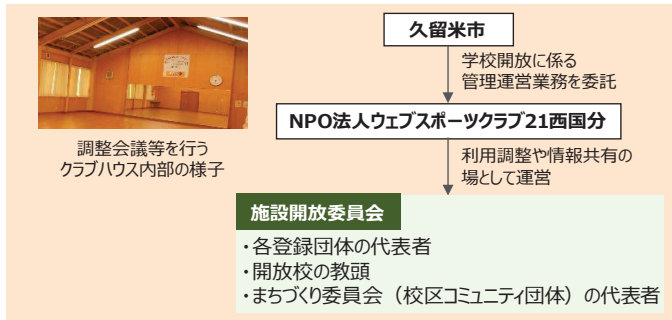 久留米市
学校開放に係る
管理運営業務を委託
NPO法人ウェブスポーツクラブ21西国分
利用調整や情報共有の
場として運営
施設開放委員会
・各登録団体の代表者
・開放校の教頭
・まちづくり委員会（校区コミュニティ団体）の代表者
調整会議等を行う
クラブハウス内部の様子